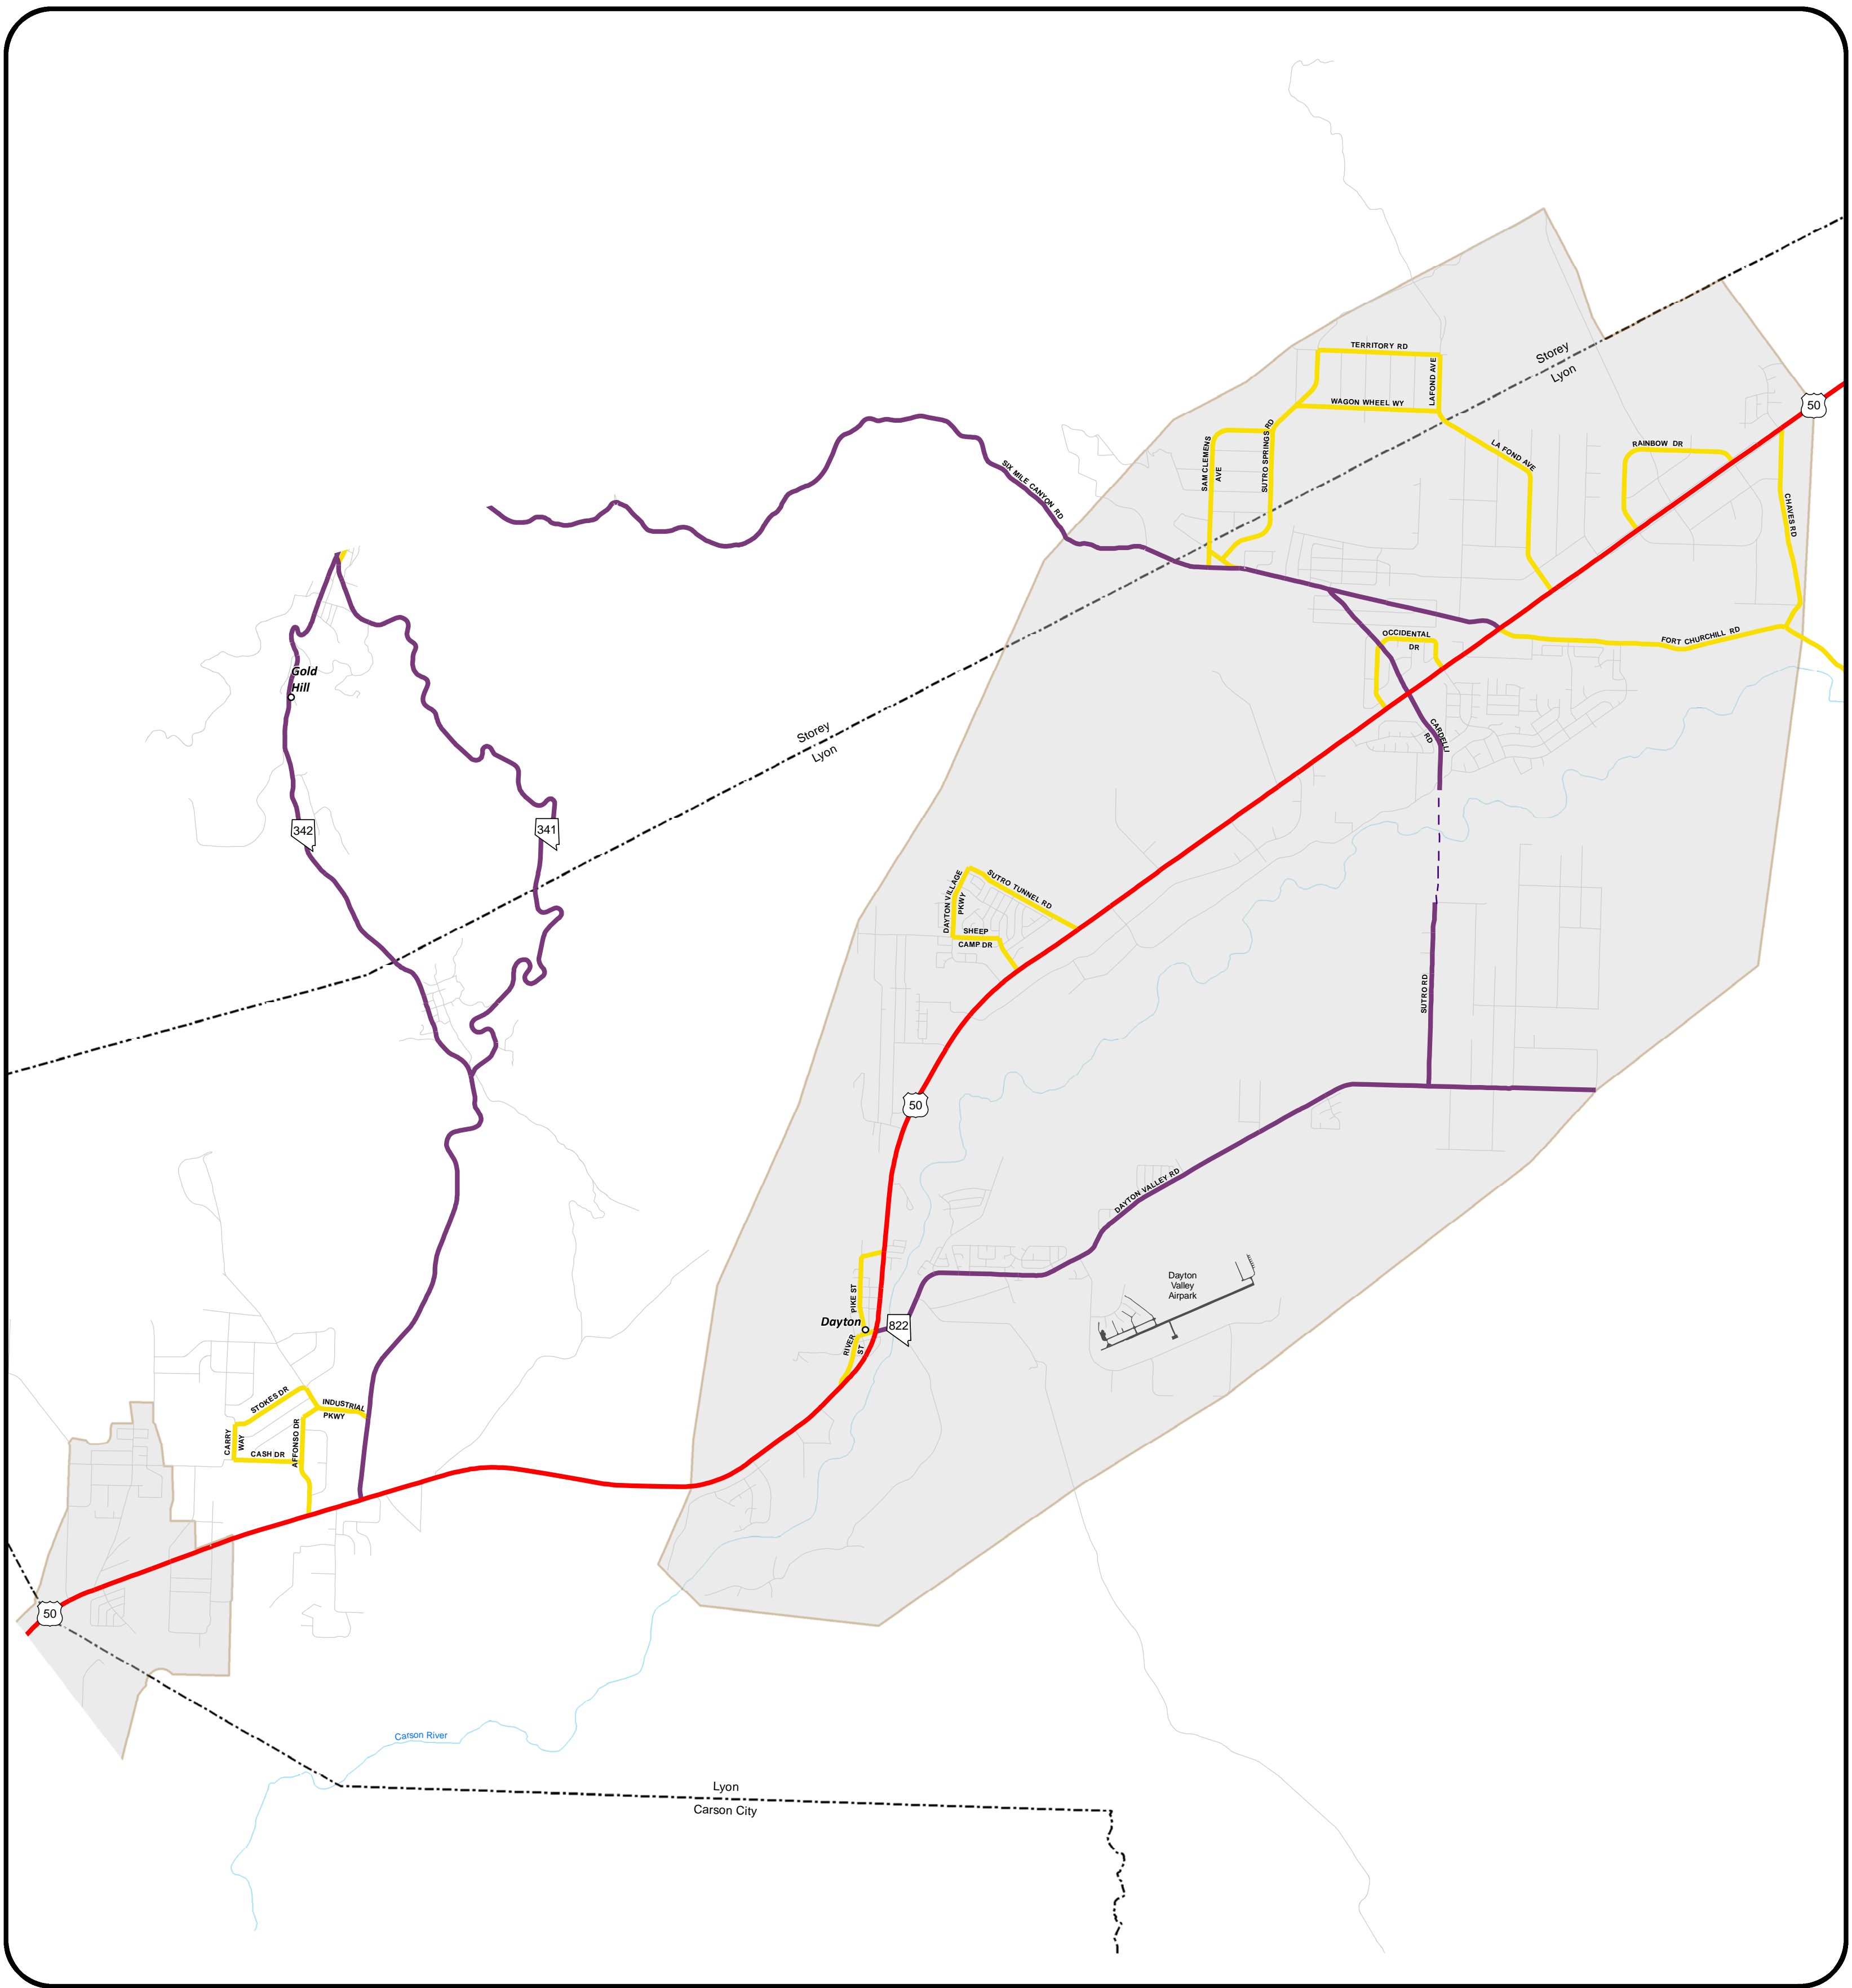 TERRITORY RD
LAFOND AVE
Storey
Lyon
WAGON WHEEL WY
50
SAM CLEMENS
AVE
SUTRO SPRINGS RD
LA FOND AVE
RAINBOW DR
SIX MILE CANYON RD
CHAVES RD
OCCIDENTAL
DR
FORT CHURCHILL RD
Gold
Hill
CARDELLI
RD
Storey
Lyon
342
341
DAYTON VILLAGE
PKWY
SUTRO TUNNEL RD
SHEEP
CAMP DR
SUTRO RD
50
DAYTON VALLEY RD
Dayton
Valley
Airpark
PIKE ST
Dayton
822
RIVER
ST
STOKES DR
INDUSTRIAL
PKWY
CARRY
WAY
AFFONSO DR
CASH DR
50
Carson River
Lyon
Carson City